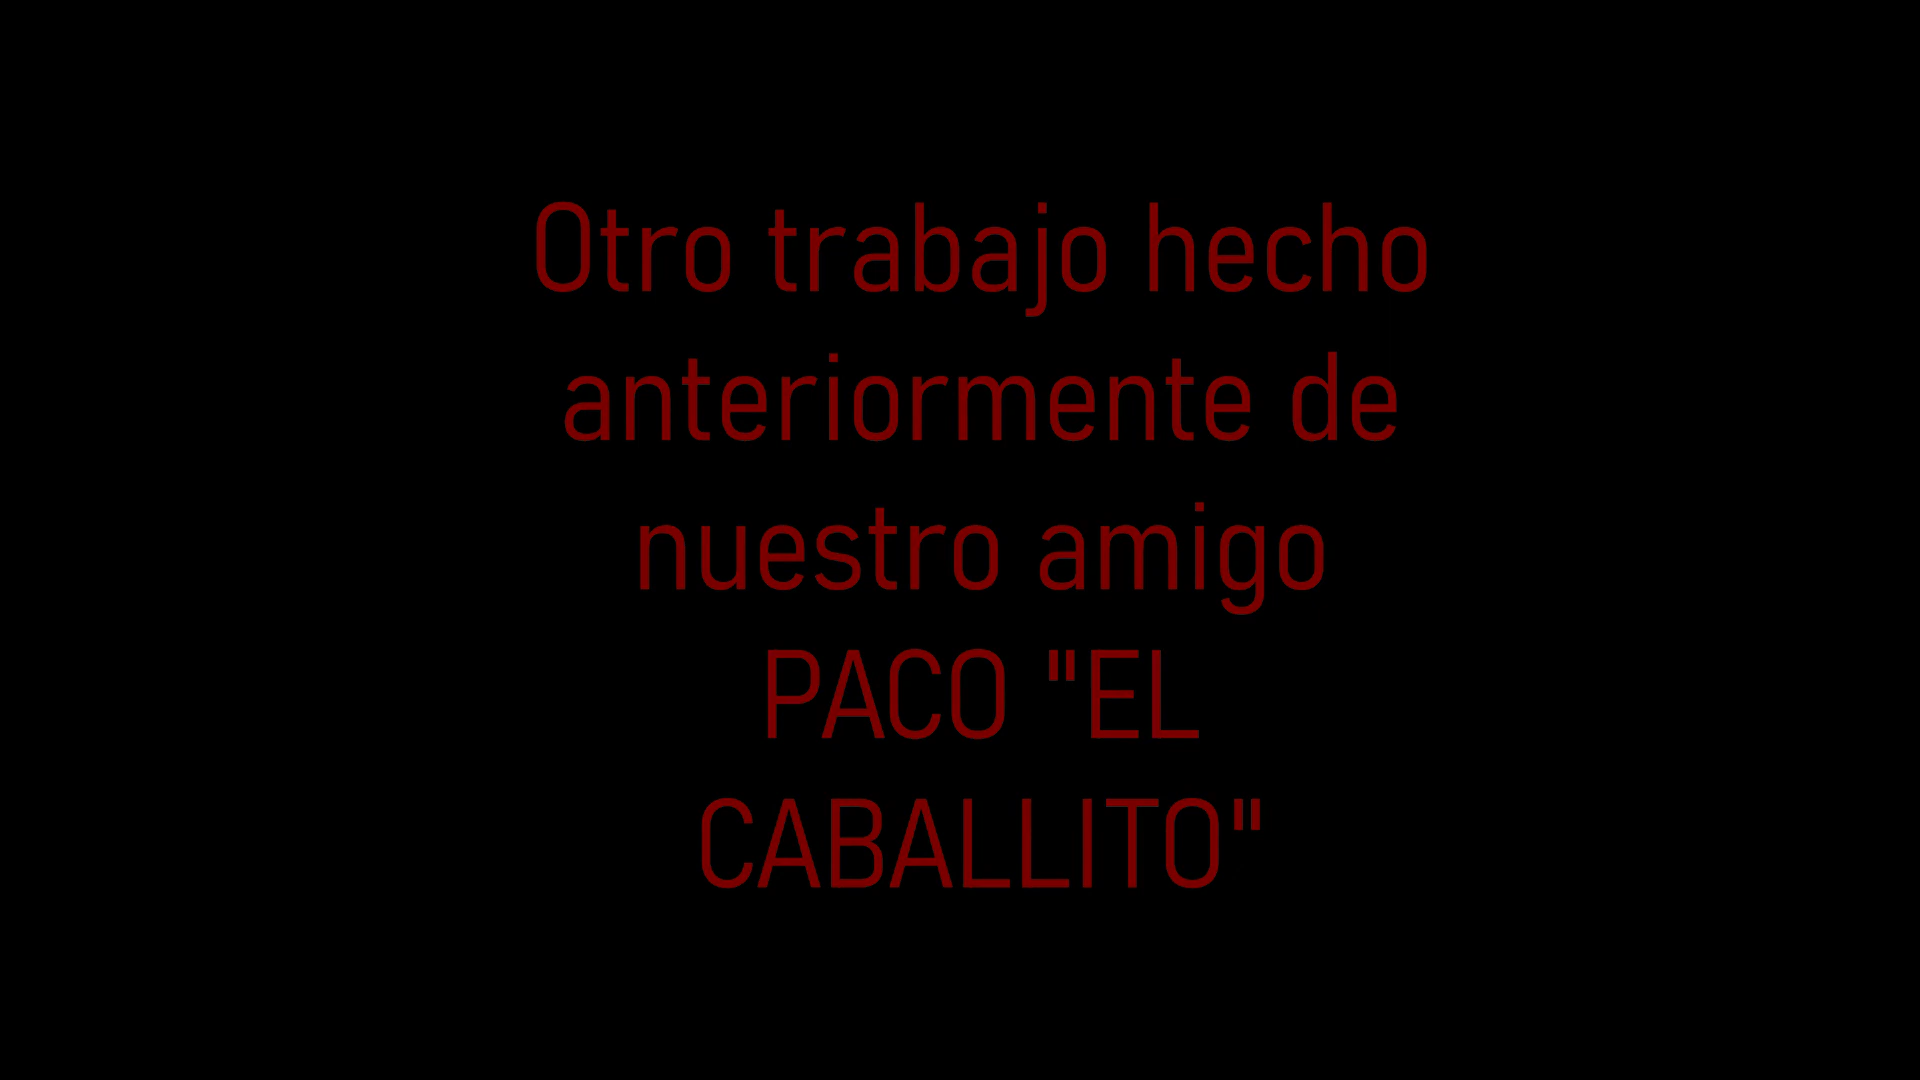 Otro trabajo hecho
anteriormente de
nuestro amigo
PACO "EL
CABALLITO"